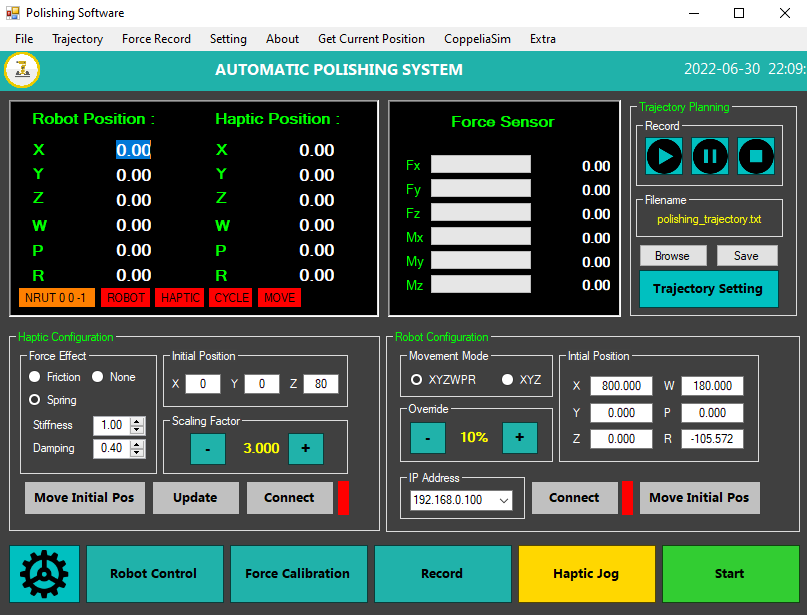 Polishing Software
File Trajectory Force Record Setting About Get Current Position CoppeliaSim Extra
AUTOMATIC POLISHING SYSTEM
2022-06-30 22:09:
Robot Position : Haptic Position :
X 0.00 X 0.00
Y 0.00 Y 0.00
Z 0.00 Z 0.00
W 0.00 W 0.00
P 0.00 P 0.00
R 0.00 R 0.00
NRUT 0 0 -1 ROBOT HAPTIC CYCLE MOVE
Force Sensor
Fx 0.00
Fy 0.00
Fz 0.00
Mx 0.00
My 0.00
Mz 0.00
Trajectory Planning
Record
Filename
polishing_trajectory.txt
Browse Save
Trajectory Setting
Haptic Configuration
Force Effect
Friction None
Spring
Stiffness 1.00
Damping 0.40
Initial Position
X 0 Y 0 Z 80
Scaling Factor
- 3.000 +
Move Initial Pos Update Connect
Robot Configuration
Movement Mode
XYZWPR XYZ
Override
- 10% +
Intial Position
X 800.000 W 180.000
Y 0.000 P 0.000
Z 0.000 R -105.572
IP Address
192.168.0.100
Connect Move Initial Pos
Robot Control Force Calibration Record Haptic Jog Start